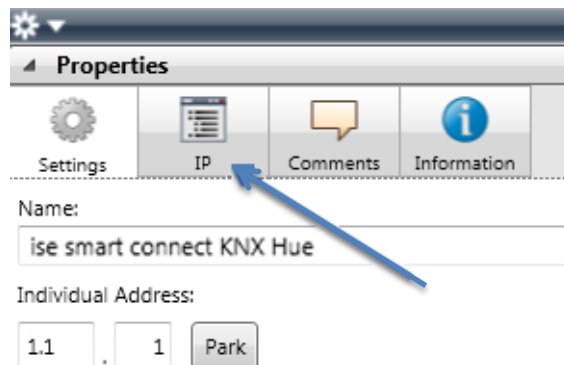 Properties
Settings IP Comments Information
Name:
ise smart connect KNX Hue
Individual Address:
1.1 . 1 Park